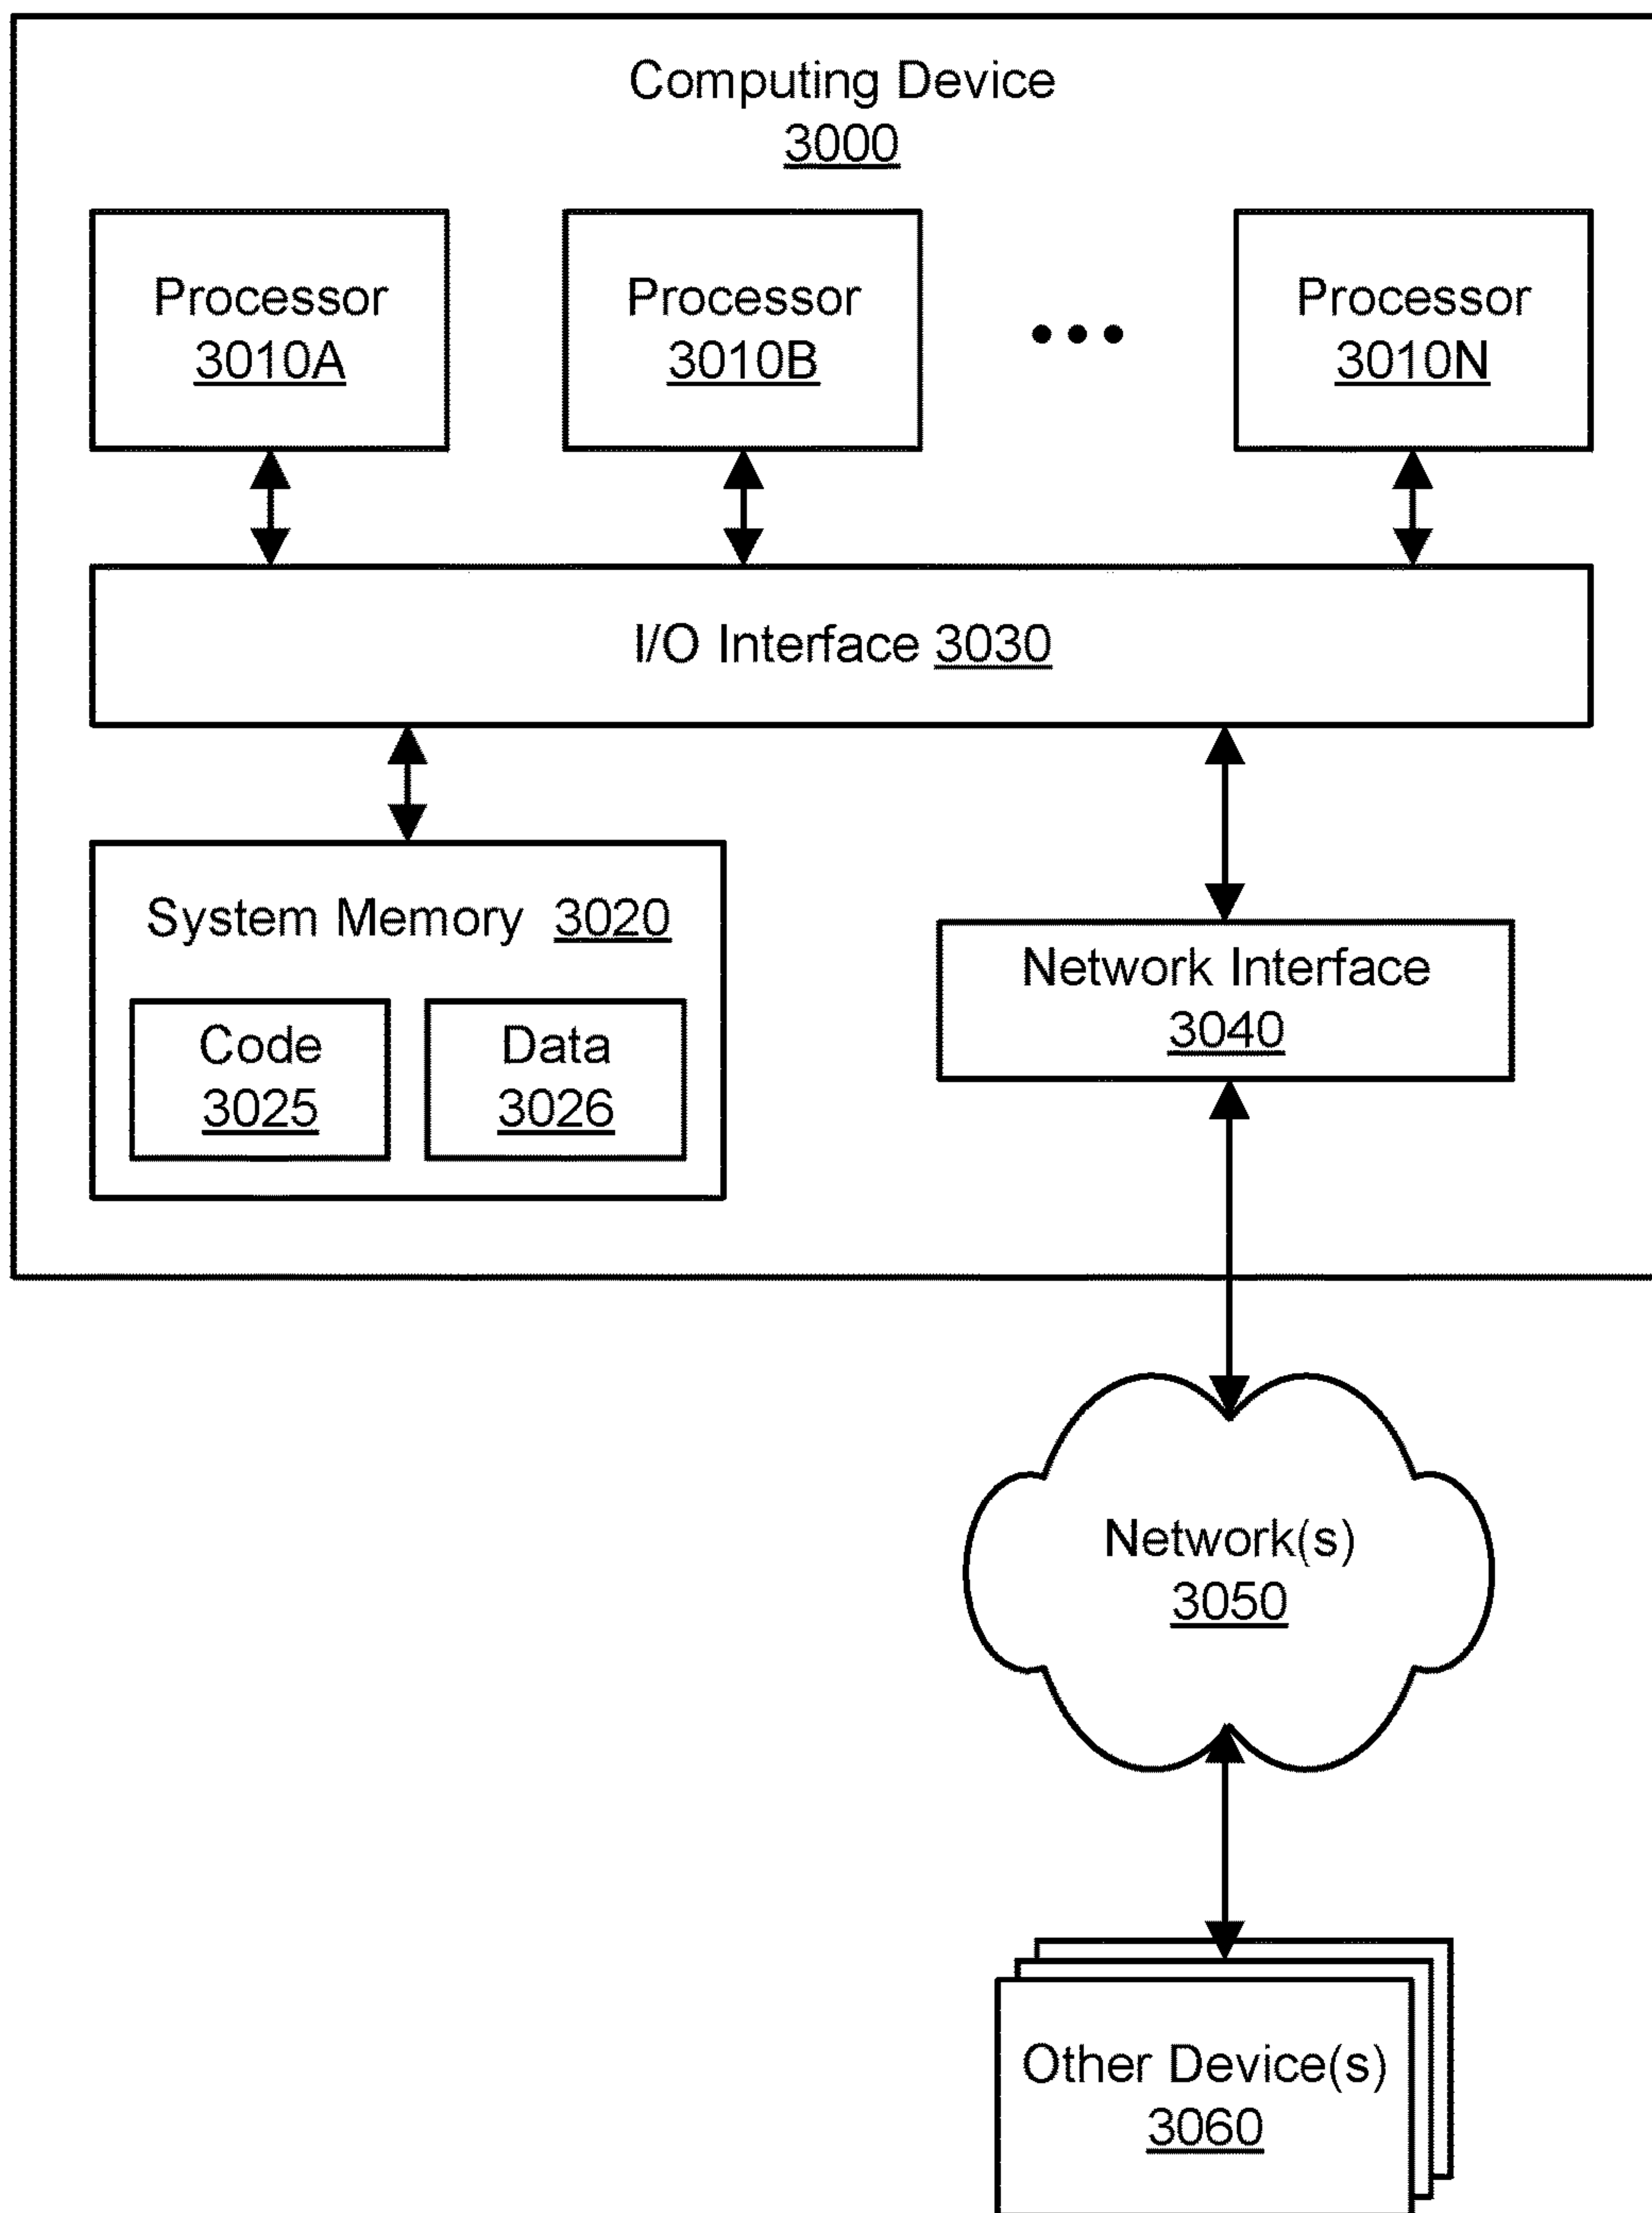 Computing Device
3000
Processor
3010A
Processor
3010B
Processor
3010N
I/O Interface 3030
System Memory 3020
Code
3025
Data
3026
Network Interface
3040
Network(s)
3050
Other Device(s)
3060